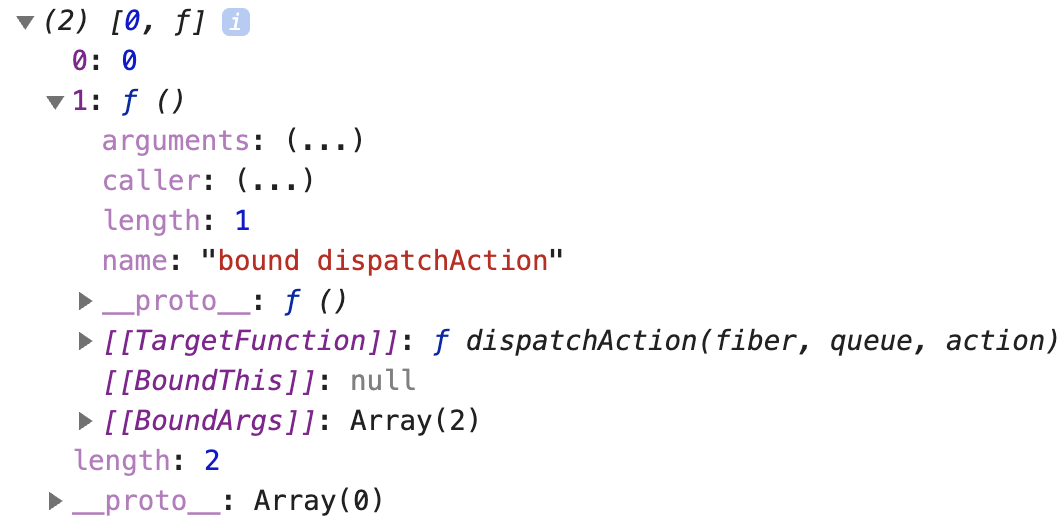 (2) [0, ƒ] i
0: 0
1: ƒ ()
arguments: (...)
caller: (...)
length: 1
name: "bound dispatchAction"
__proto__: ƒ ()
[[TargetFunction]]: ƒ dispatchAction(fiber, queue, action)
[[BoundThis]]: null
[[BoundArgs]]: Array(2)
length: 2
__proto__: Array(0)